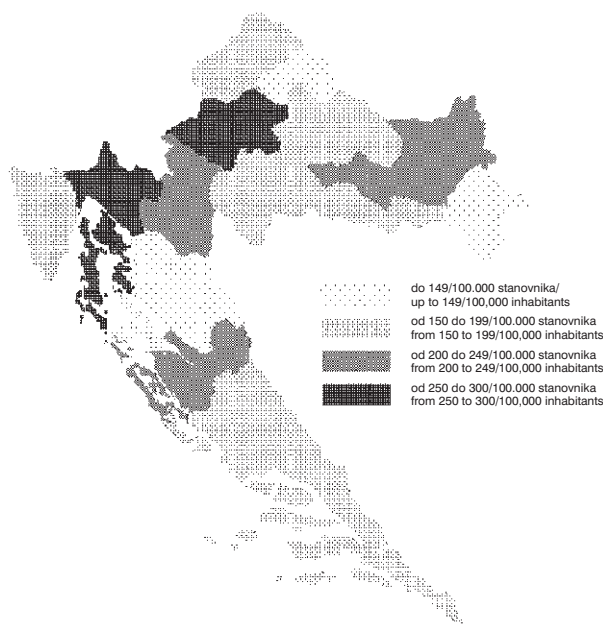 do 149/100.000 stanovnika/
up to 149/100,000 inhabitants
od 150 do 199/100.000 stanovnika
from 150 to 199/100,000 inhabitants
od 200 do 249/100.000 stanovnika
from 200 to 249/100,000 inhabitants
od 250 do 300/100.000 stanovnika
from 250 to 300/100,000 inhabitants